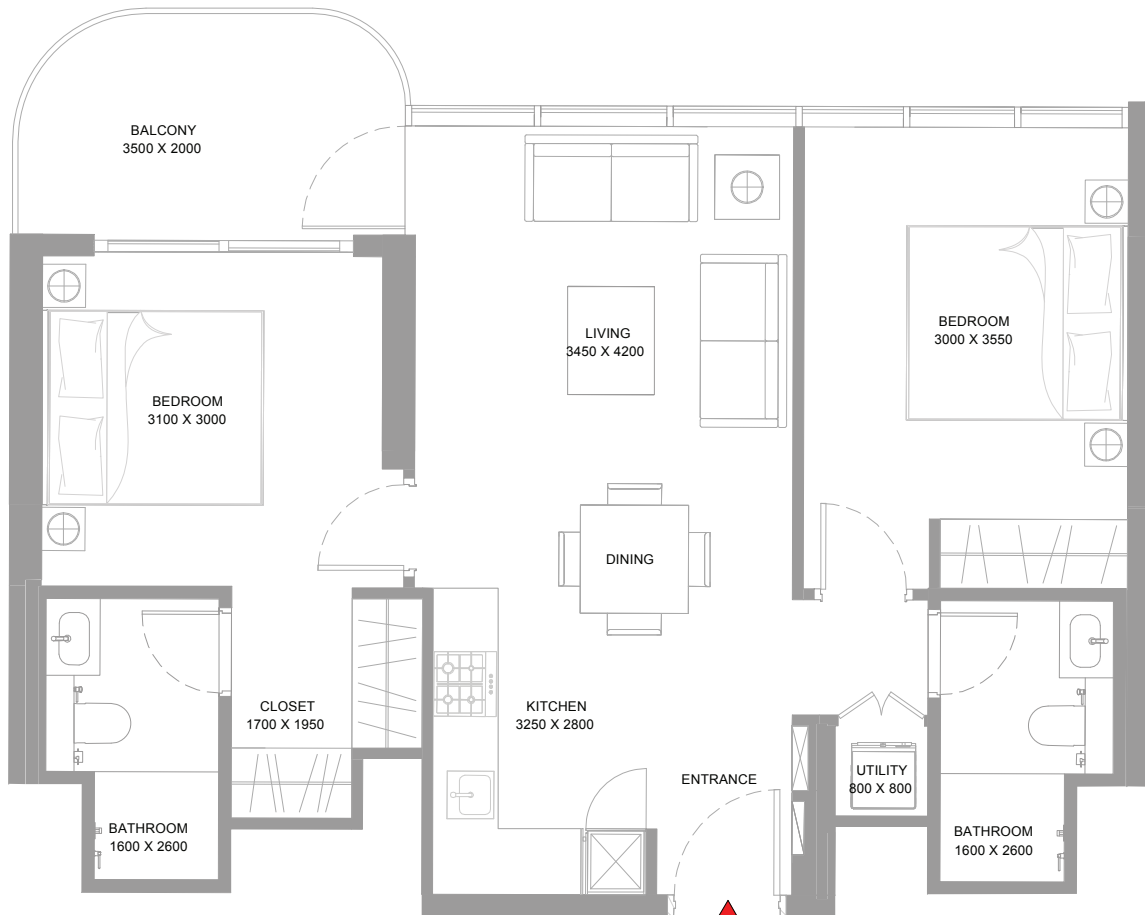 BALCONY
3500 X 2000
LIVING
3450 X 4200
BEDROOM
3000 X 3550
BEDROOM
3100 X 3000
DINING
CLOSET
1700 X 1950
KITCHEN
3250 X 2800
ENTRANCE
UTILITY
800 X 800
BATHROOM
1600 X 2600
BATHROOM
1600 X 2600